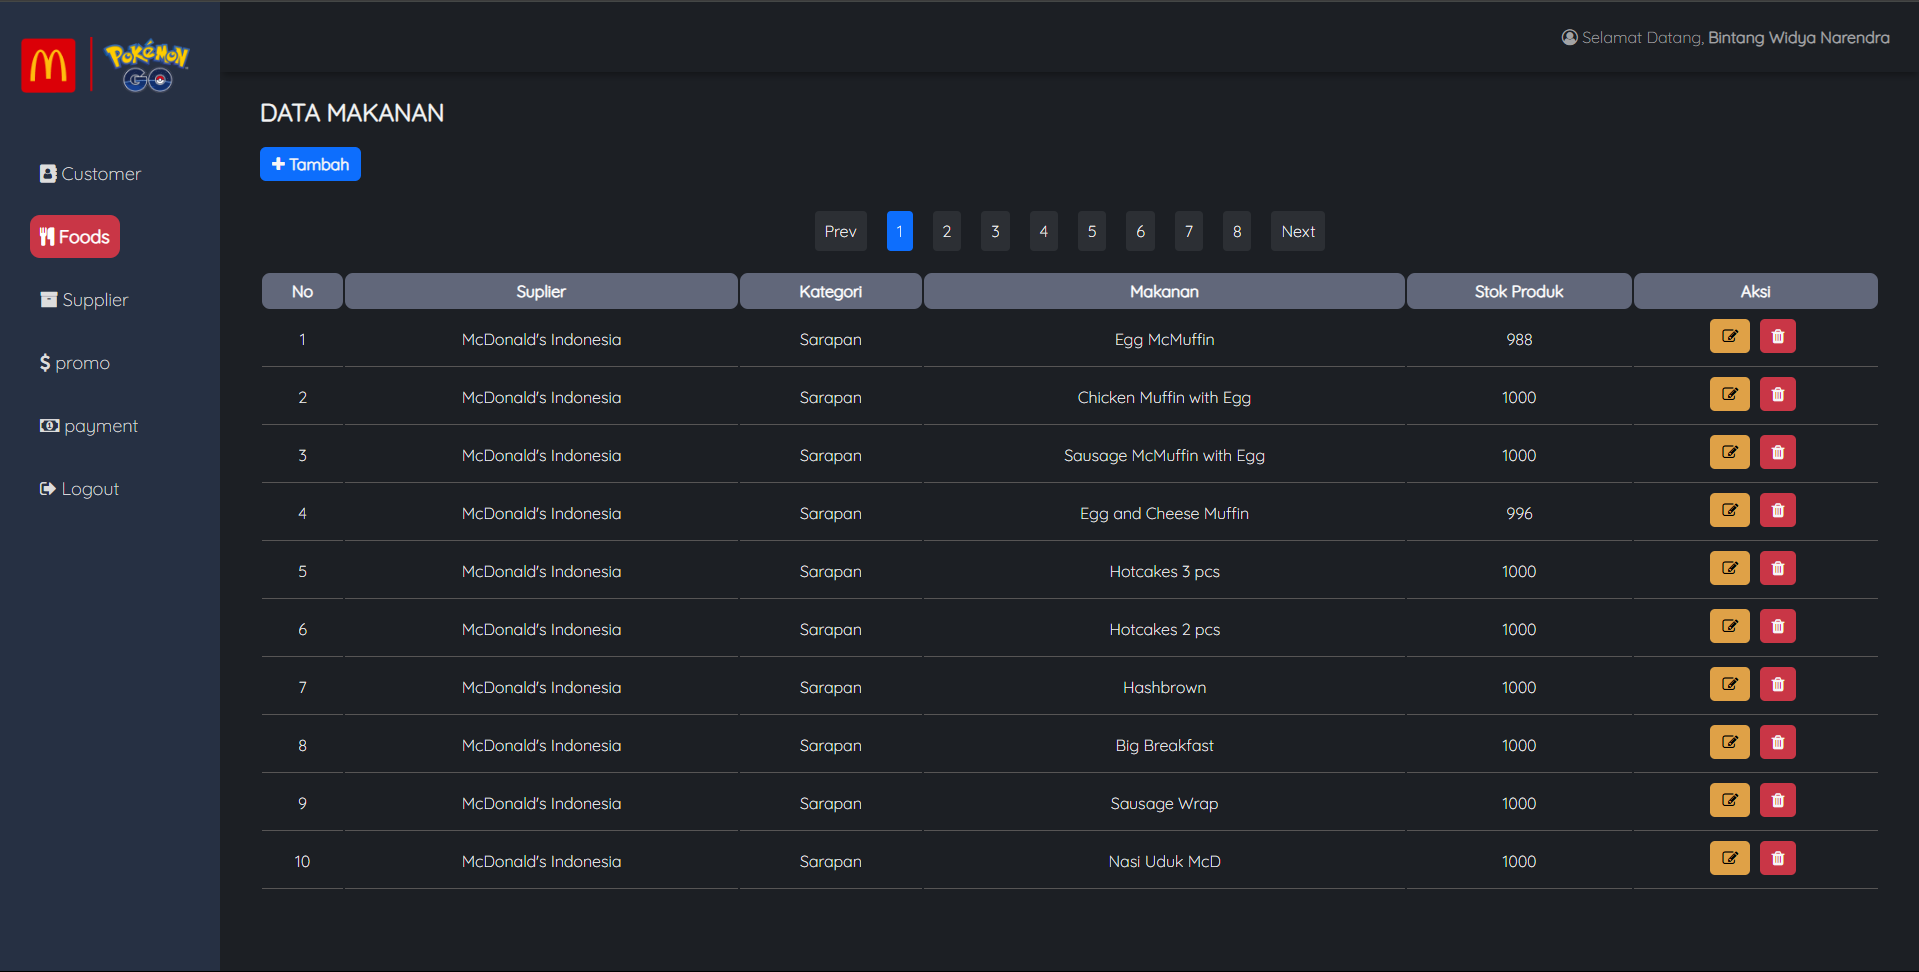 POKéMON
GO
Selamat Datang, Bintang Widya Narendra
Customer
Foods
Supplier
promo
payment
Logout
DATA MAKANAN
Tambah
Prev 1 2 3 4 5 6 7 8 Next
No Suplier Kategori Makanan Stok Produk Aksi
1 McDonald's Indonesia Sarapan Egg McMuffin 988
2 McDonald's Indonesia Sarapan Chicken Muffin with Egg 1000
3 McDonald's Indonesia Sarapan Sausage McMuffin with Egg 1000
4 McDonald's Indonesia Sarapan Egg and Cheese Muffin 996
5 McDonald's Indonesia Sarapan Hotcakes 3 pcs 1000
6 McDonald's Indonesia Sarapan Hotcakes 2 pcs 1000
7 McDonald's Indonesia Sarapan Hashbrown 1000
8 McDonald's Indonesia Sarapan Big Breakfast 1000
9 McDonald's Indonesia Sarapan Sausage Wrap 1000
10 McDonald's Indonesia Sarapan Nasi Uduk McD 1000